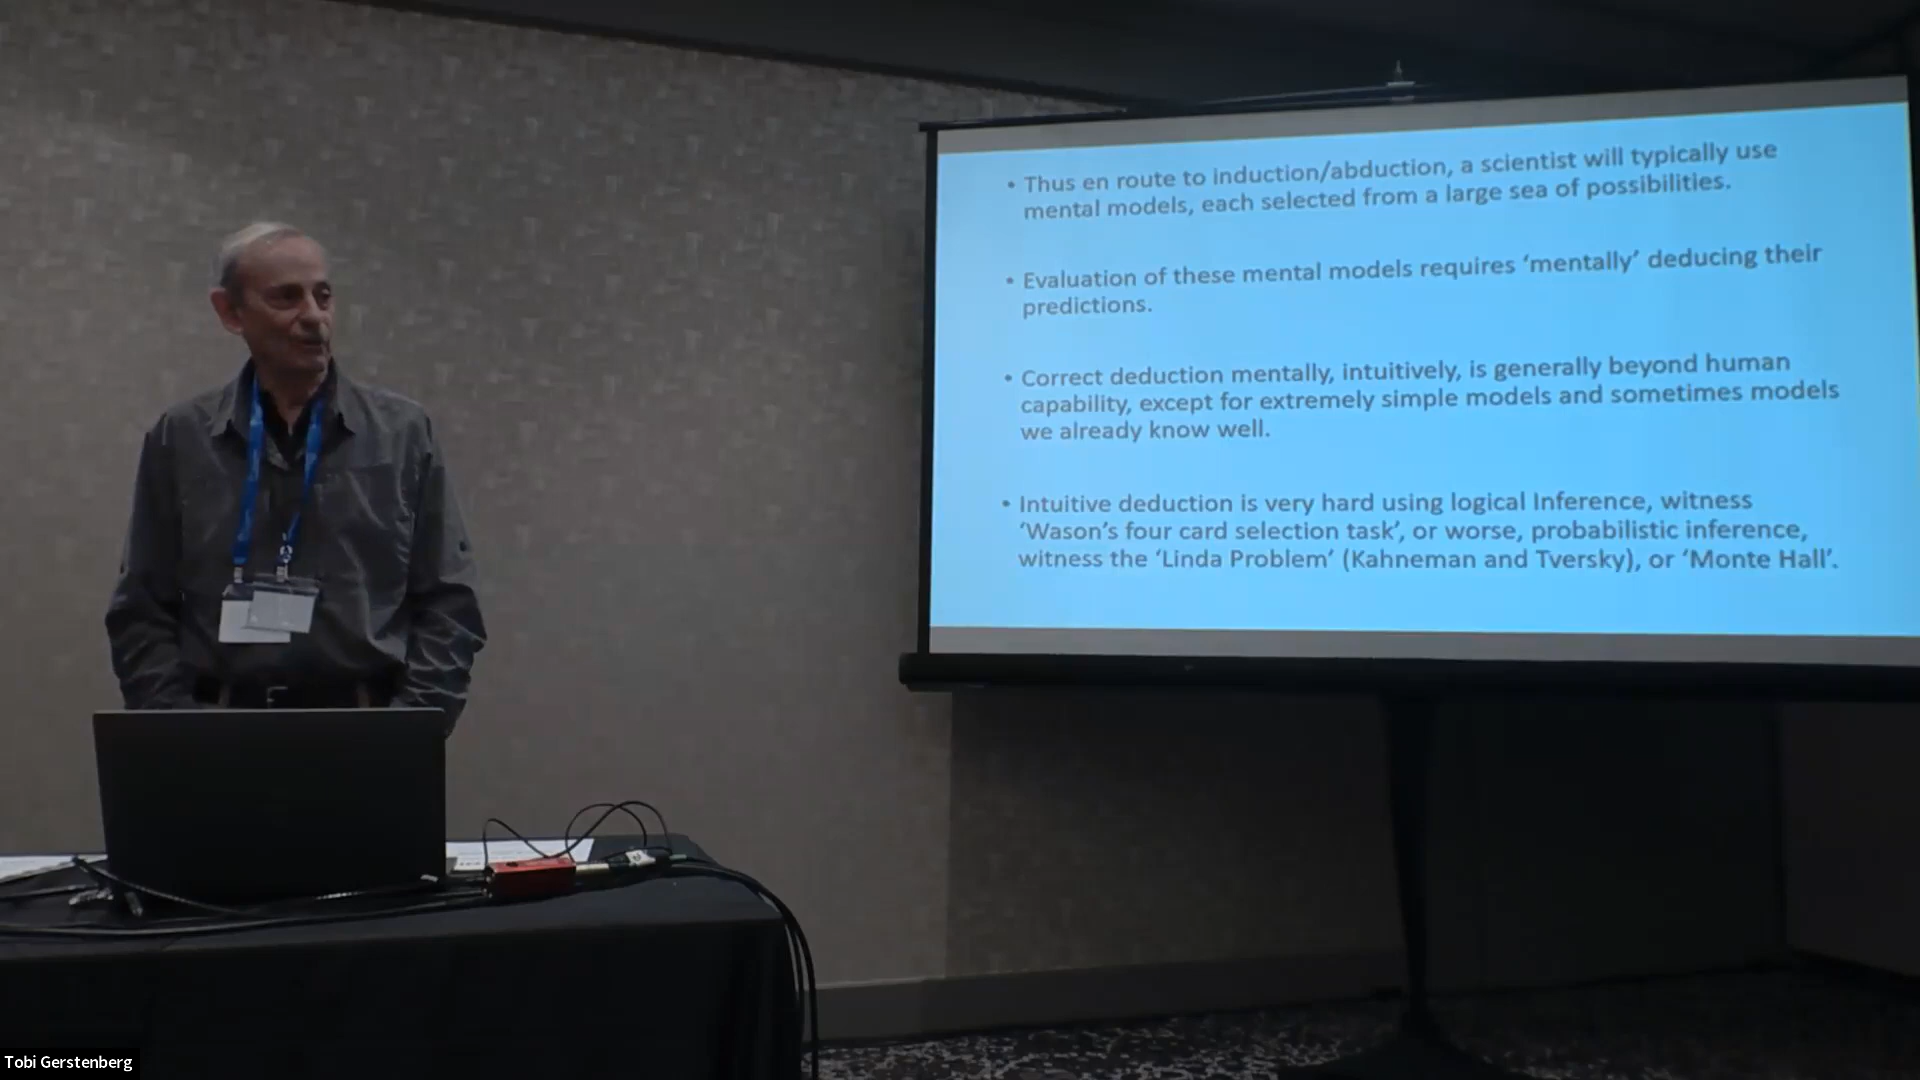 • Thus en route to induction/abduction, a scientist will typically use
mental models, each selected from a large sea of possibilities.
• Evaluation of these mental models requires ‘mentally’ deducing their
predictions.
• Correct deduction mentally, intuitively, is generally beyond human
capability, except for extremely simple models and sometimes models
we already know well.
• Intuitive deduction is very hard using logical Inference, witness
‘Wason’s four card selection task’, or worse, probabilistic inference,
witness the ‘Linda Problem’ (Kahneman and Tversky), or ‘Monte Hall’.
Tobi Gerstenberg